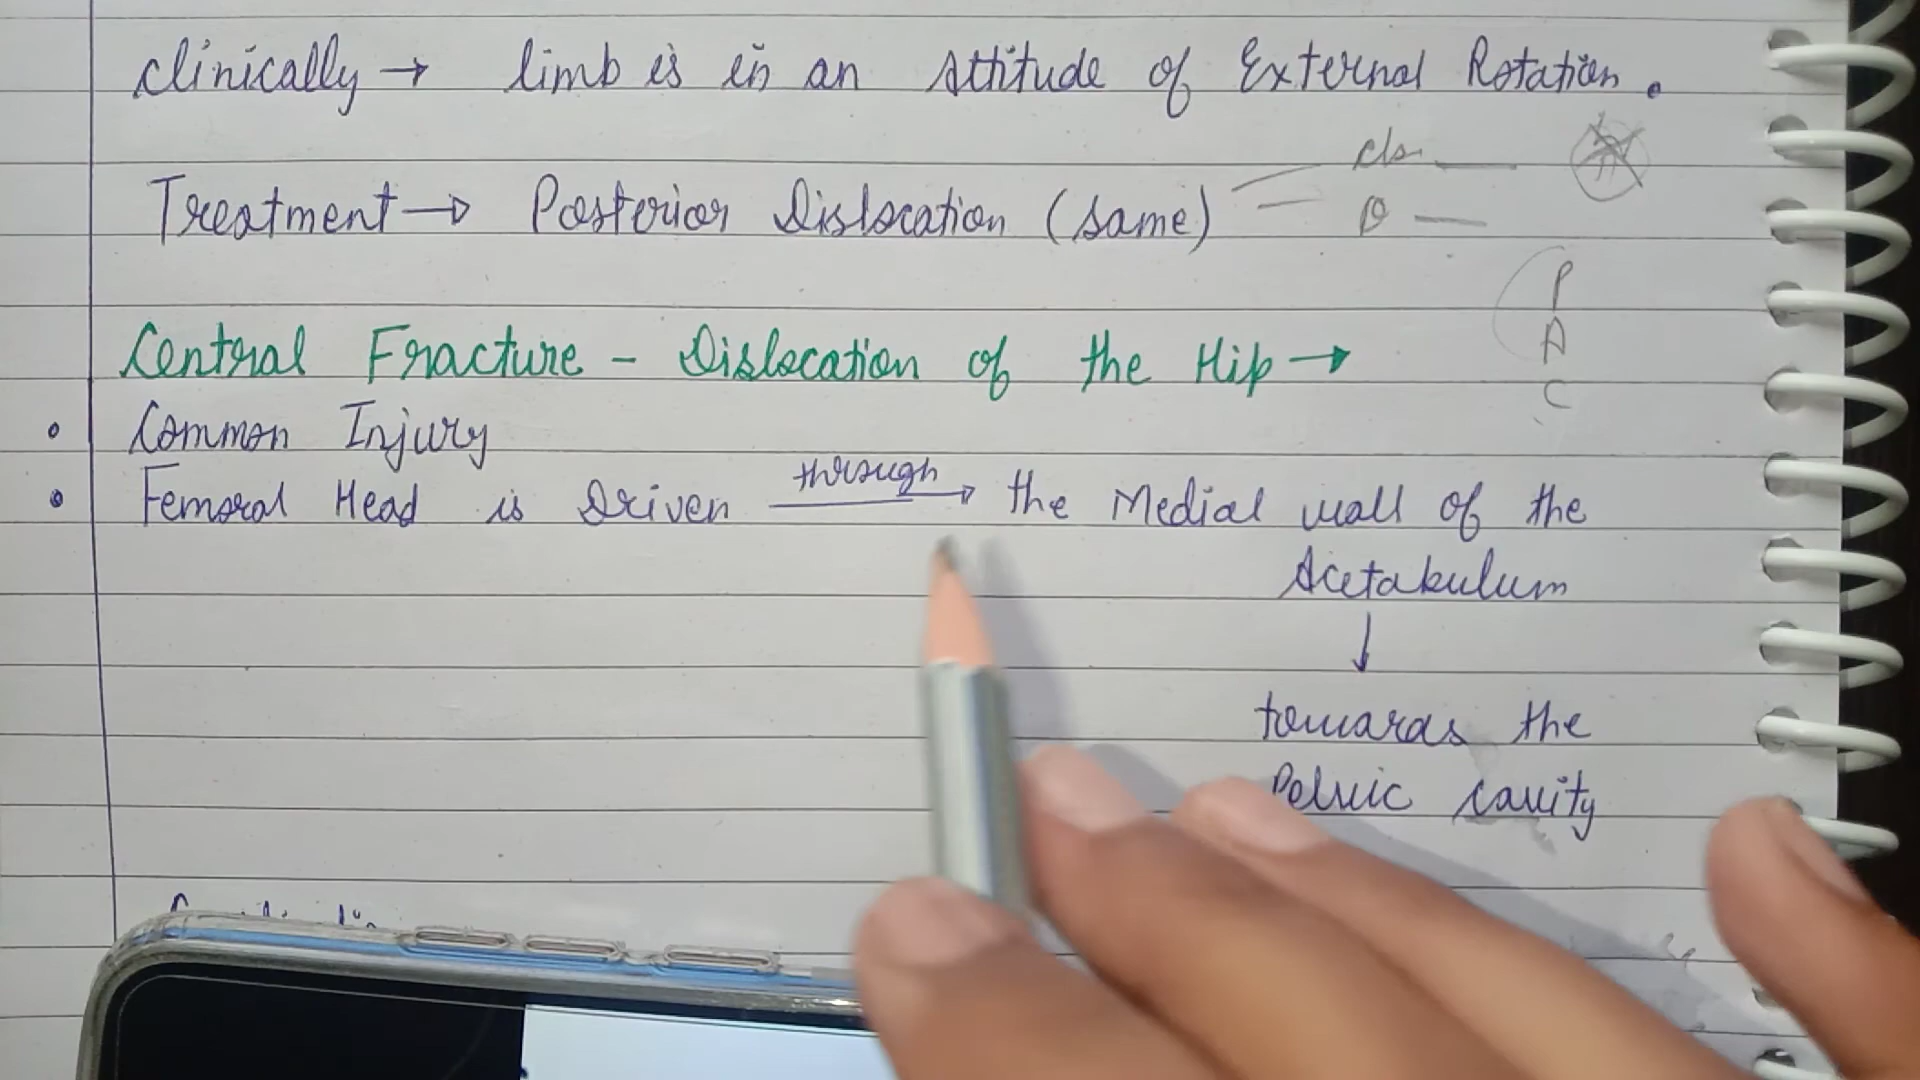 clinically → limb is in an Attitude of External Rotation.
Treatment → Posterior Dislocation (same)
P
A
C
Central Fracture - Dislocation of the Hip →
• Common Injury
• Femoral Head is Driven through → the Medial wall of the
Acetabulum
↓
towards the
Pelvic cavity